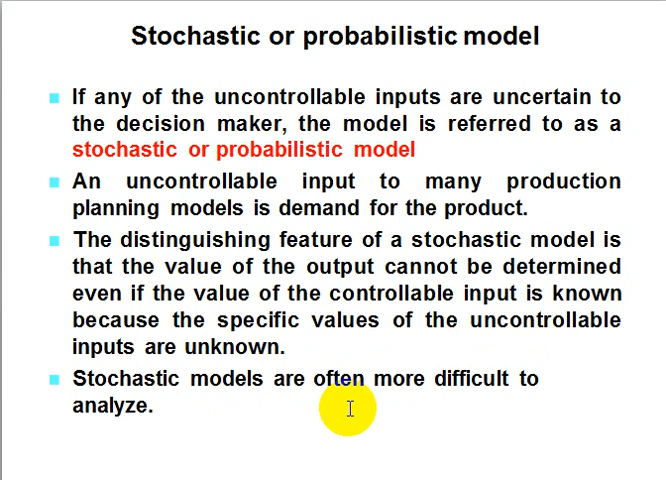 Stochastic or probabilistic model
If any of the uncontrollable inputs are uncertain to
the decision maker, the model is referred to as a
stochastic or probabilistic model
An uncontrollable input to many production
planning models is demand for the product.
The distinguishing feature of a stochastic model is
that the value of the output cannot be determined
even if the value of the controllable input is known
because the specific values of the uncontrollable
inputs are unknown.
Stochastic models are often more difficult to
analyze.